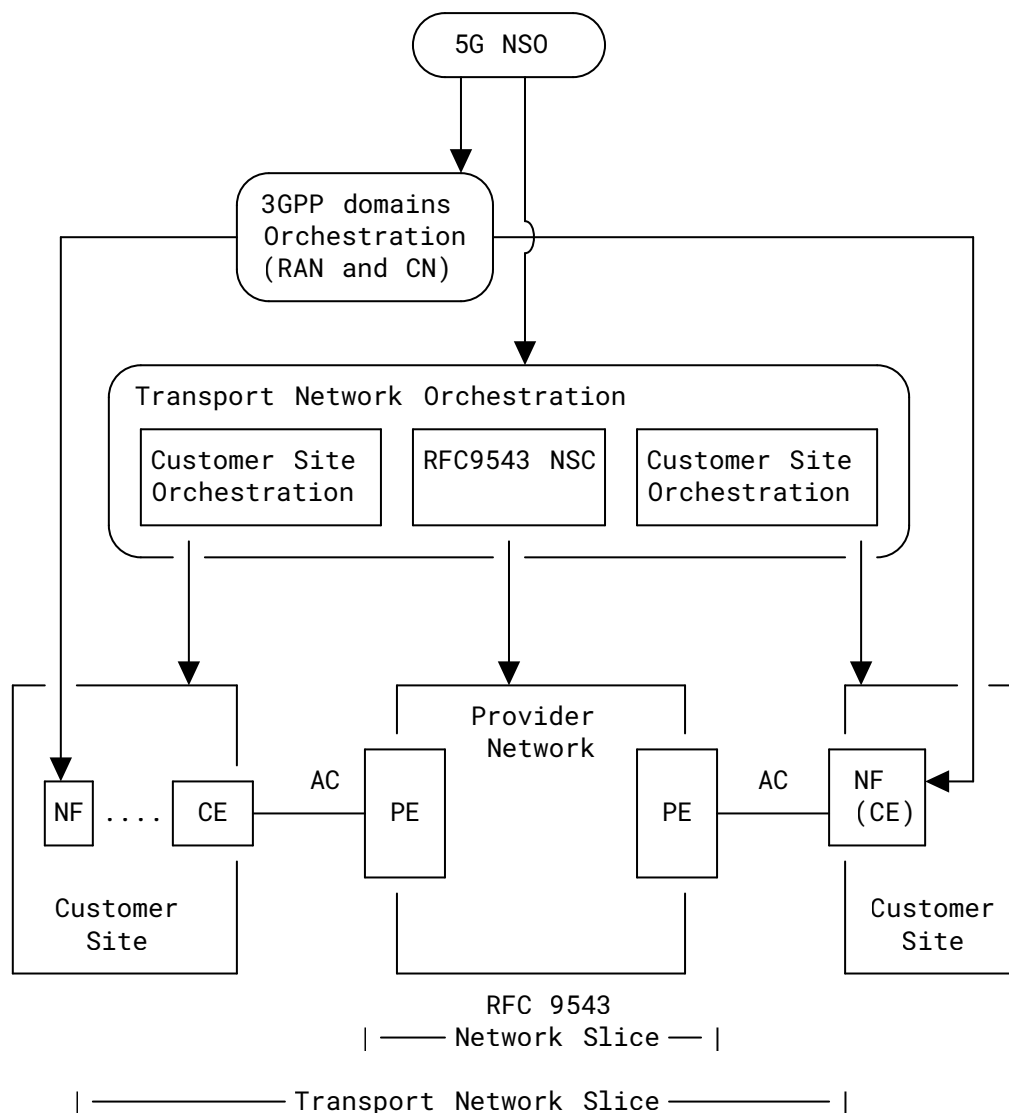 5G NSO
3GPP domains
Orchestration
(RAN and CN)
Transport Network Orchestration
Customer Site
Orchestration
RFC9543 NSC
Customer Site
Orchestration
Provider
Network
AC
AC
NF
....
CE
PE
PE
NF
(CE)
Customer
Site
Customer
Site
RFC 9543
Network Slice
Transport Network Slice